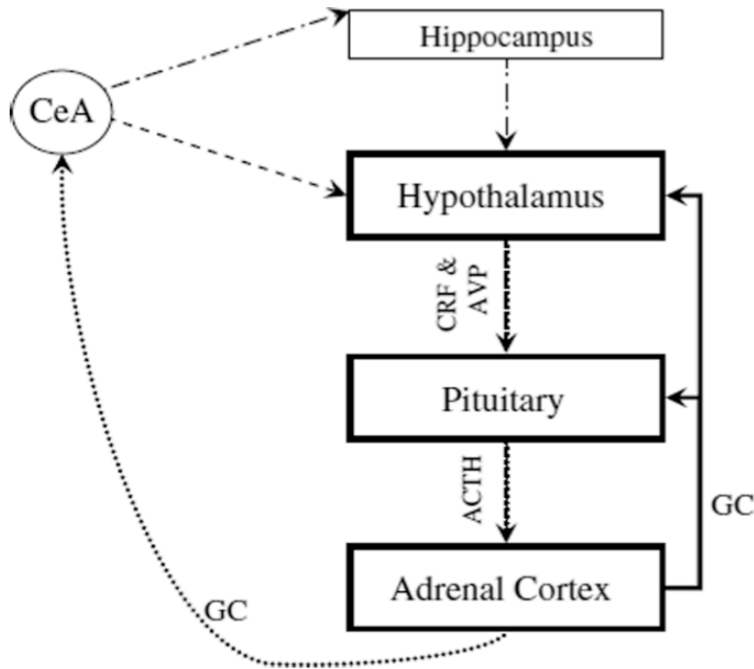 Hippocampus
CeA
Hypothalamus
CRF &
AVP
Pituitary
ACTH
GC
Adrenal Cortex
GC